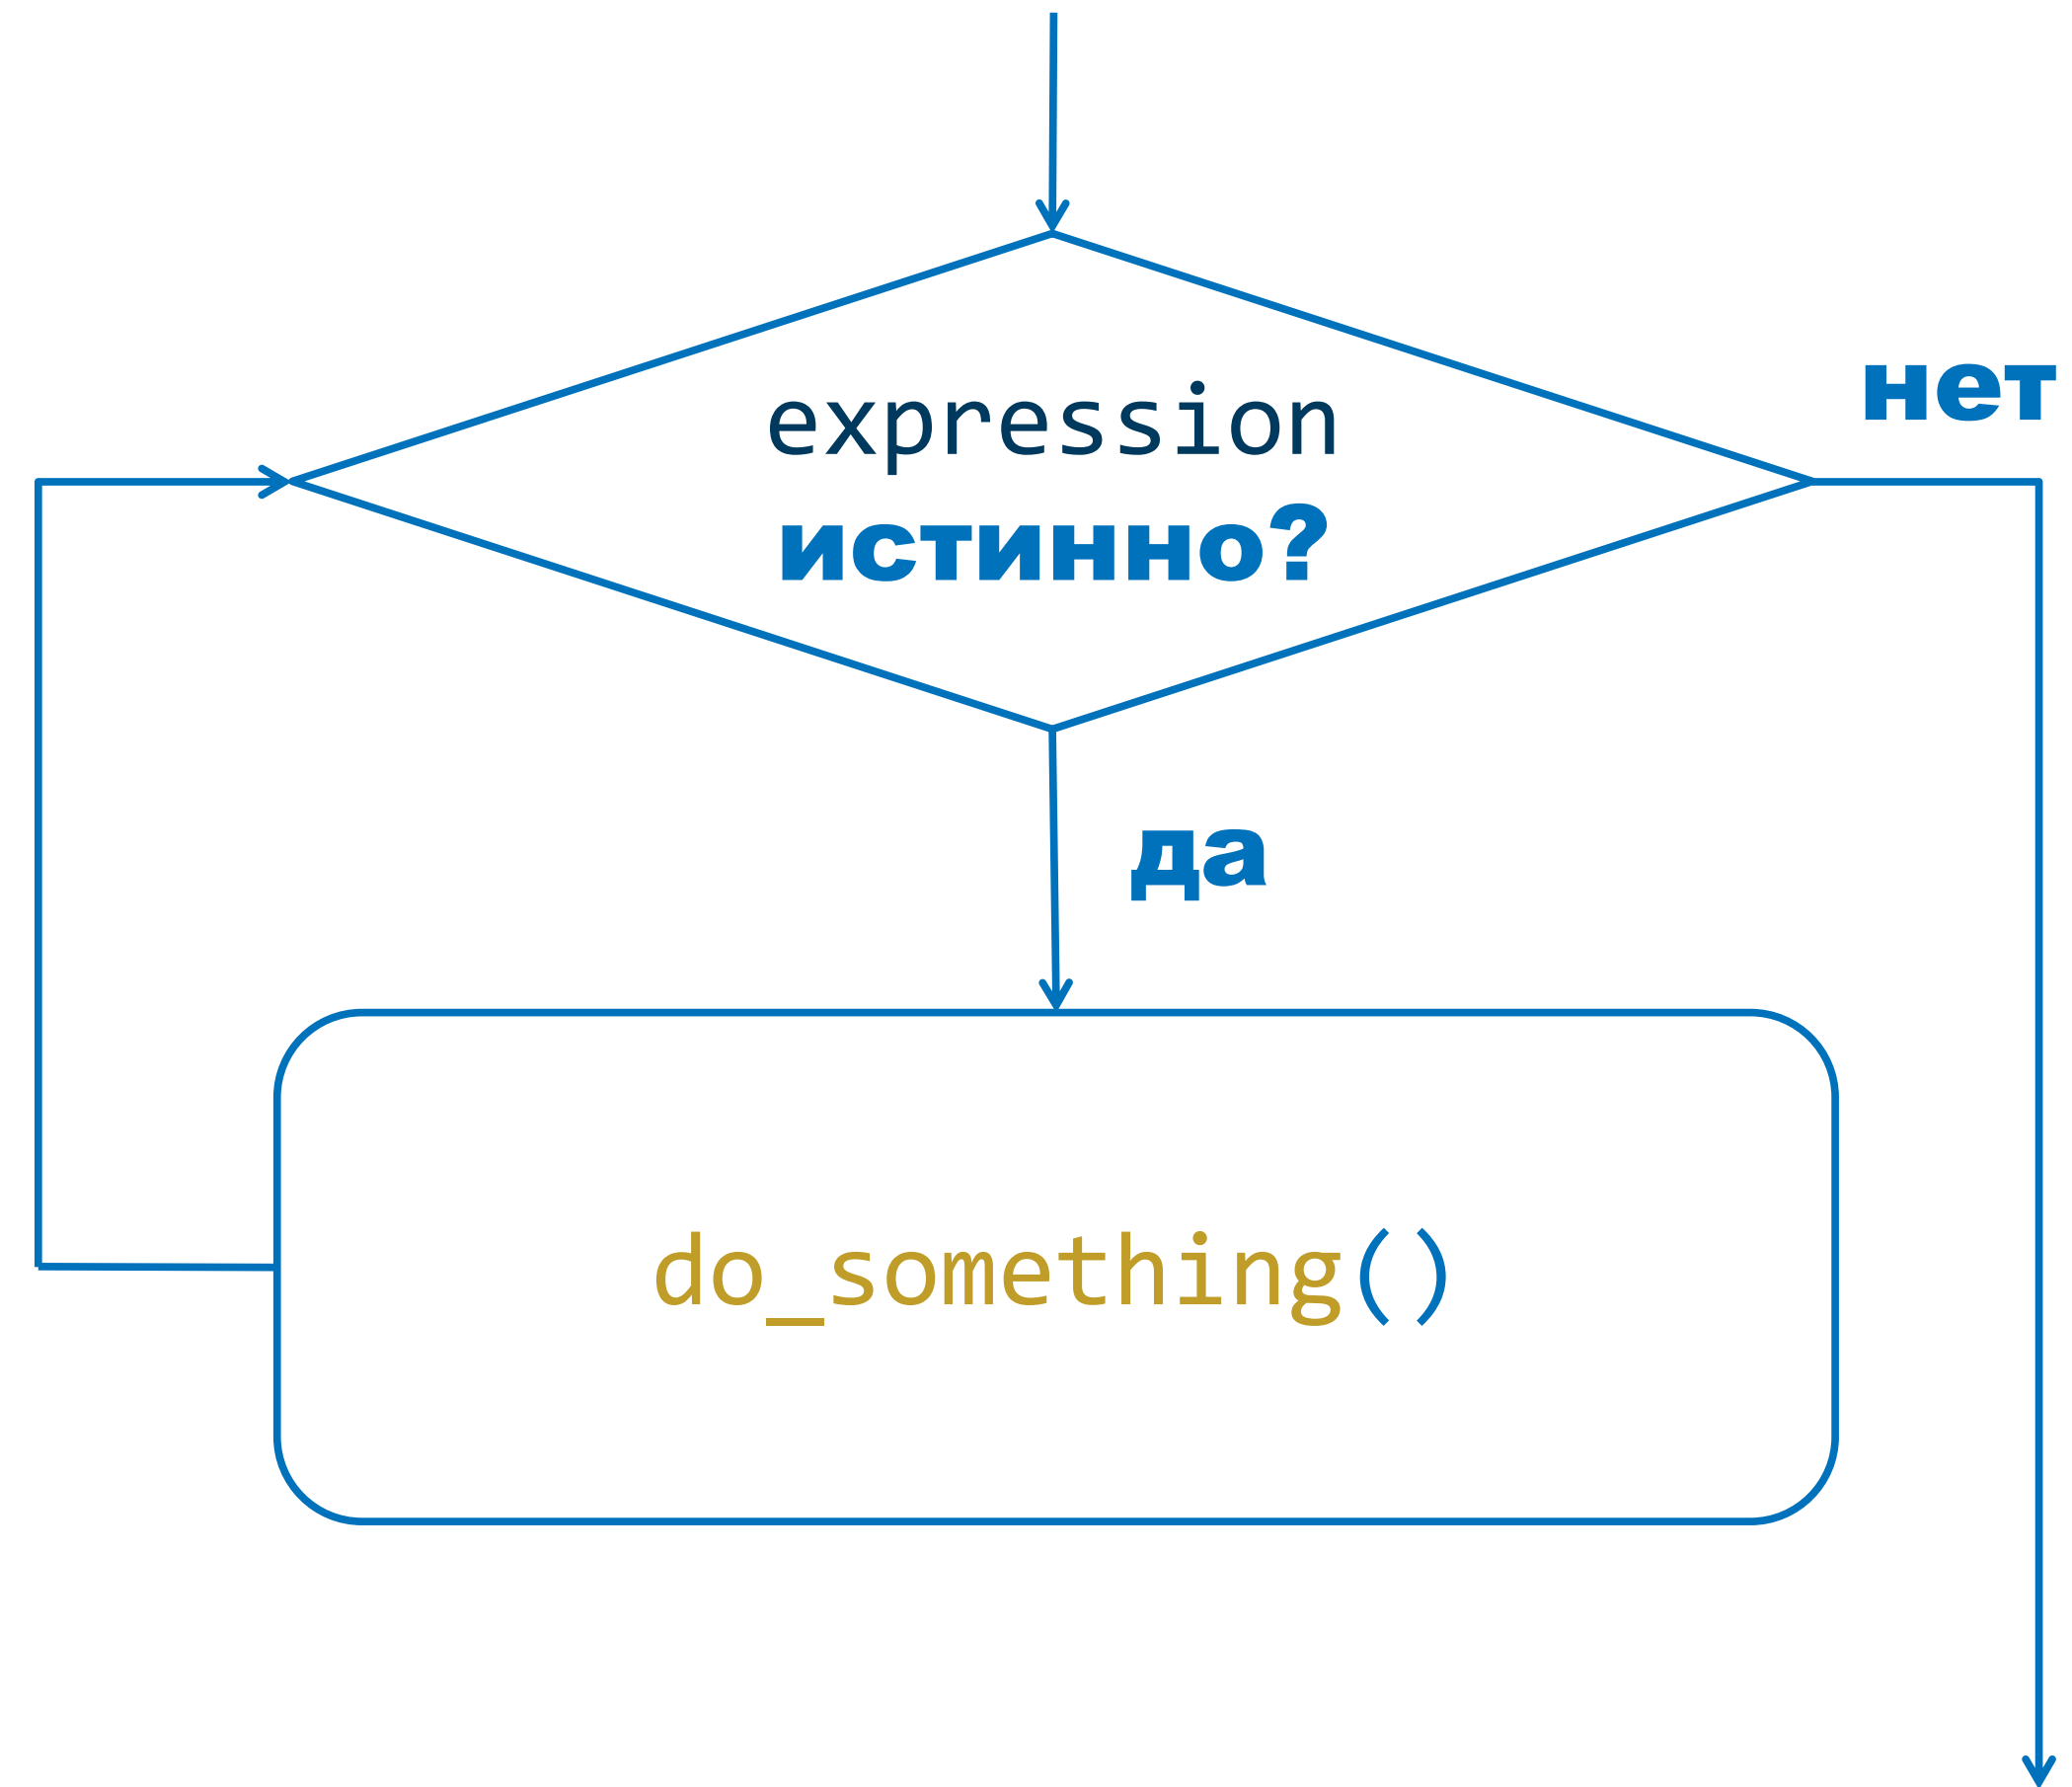 expression
истинно?
нет
да
do_something()